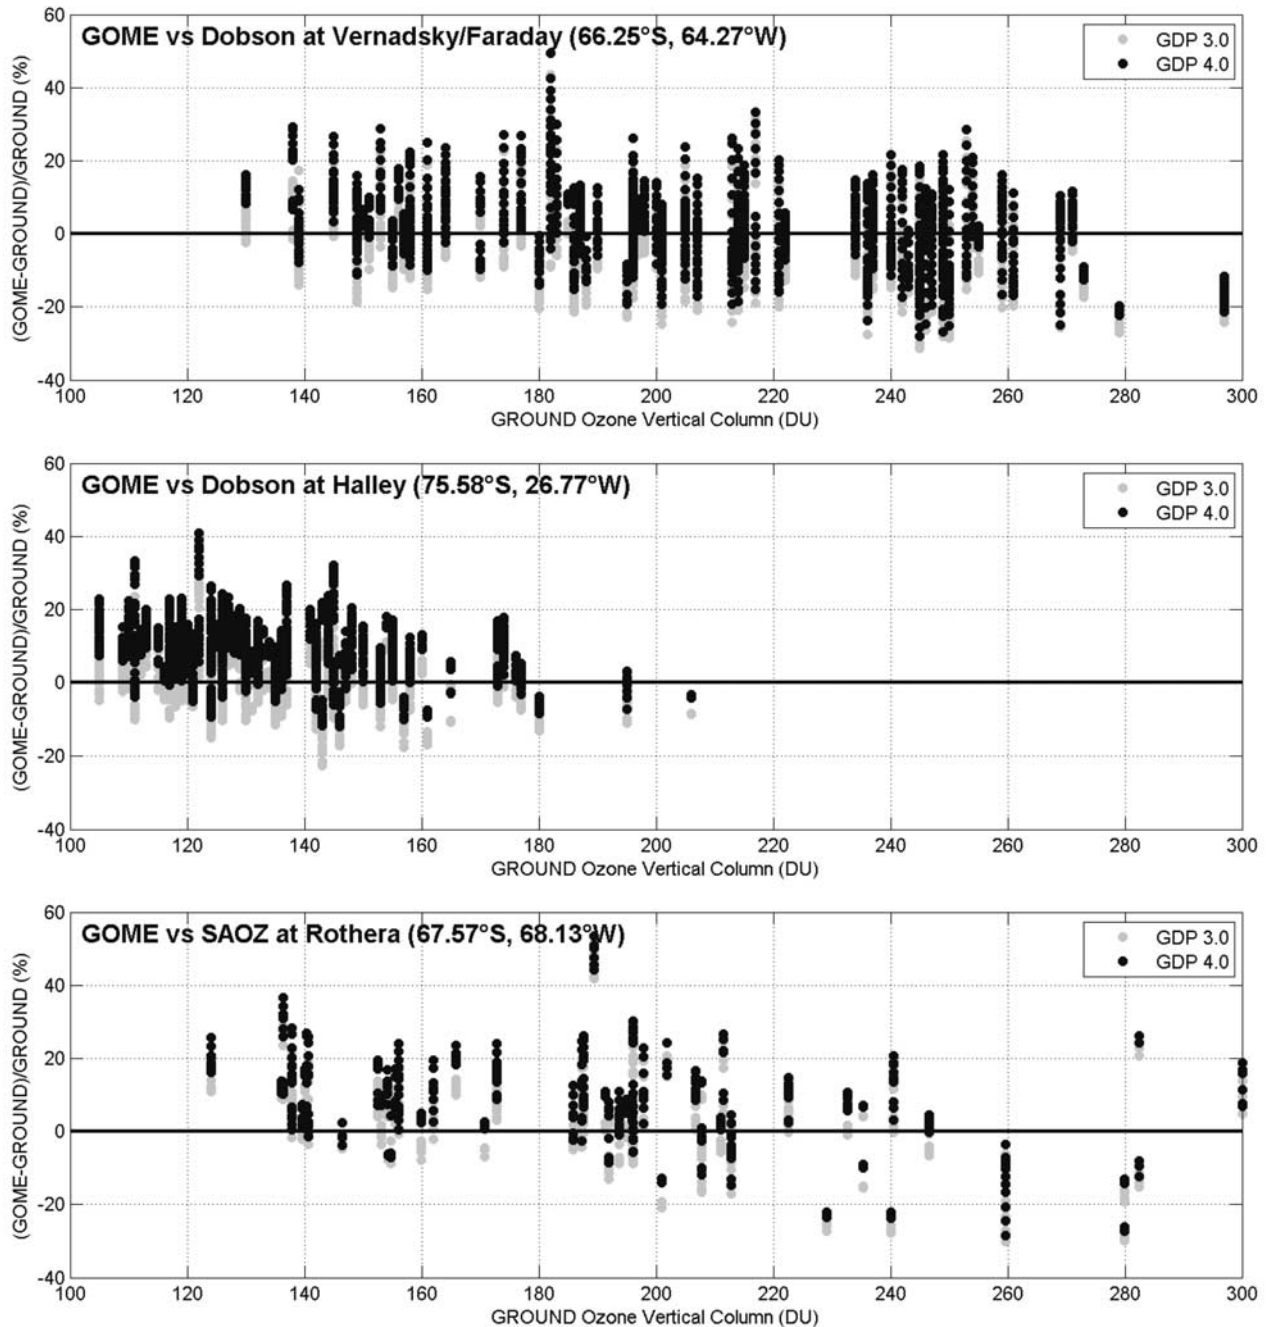 GOME vs Dobson at Vernadsky/Faraday (66.25°S, 64.27°W)
GDP 3.0
GDP 4.0
(GOME-GROUND)/GROUND (%)
60
40
20
0
-20
-40
100 120 140 160 180 200 220 240 260 280 300
GROUND Ozone Vertical Column (DU)
GOME vs Dobson at Halley (75.58°S, 26.77°W)
GDP 3.0
GDP 4.0
(GOME-GROUND)/GROUND (%)
60
40
20
0
-20
-40
100 120 140 160 180 200 220 240 260 280 300
GROUND Ozone Vertical Column (DU)
GOME vs SAOZ at Rothera (67.57°S, 68.13°W)
GDP 3.0
GDP 4.0
(GOME-GROUND)/GROUND (%)
60
40
20
0
-20
-40
100 120 140 160 180 200 220 240 260 280 300
GROUND Ozone Vertical Column (DU)